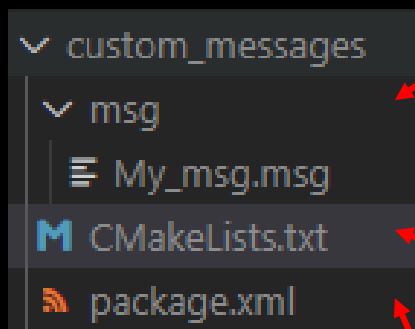 custom_messages
msg
My_msg.msg
CMakeLists.txt
package.xml